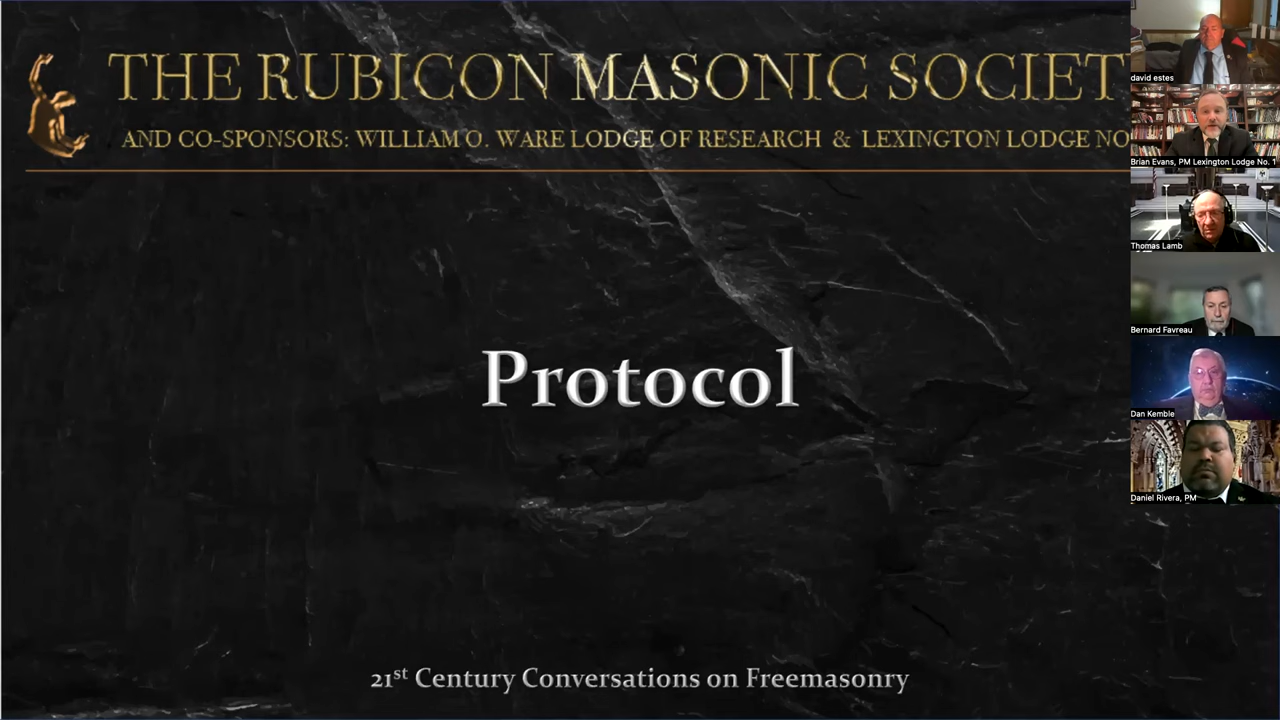 THE RUBICON MASONIC SOCIET
AND CO-SPONSORS: WILLIAM O. WARE LODGE OF RESEARCH & LEXINGTON LODGE NO
Protocol
21st Century Conversations on Freemasonry
david estes
Brian Evans, PM Lexington Lodge No. 1
Thomas Lamb
Bernard Favreau
Dan Kemble
Daniel Rivera, PM